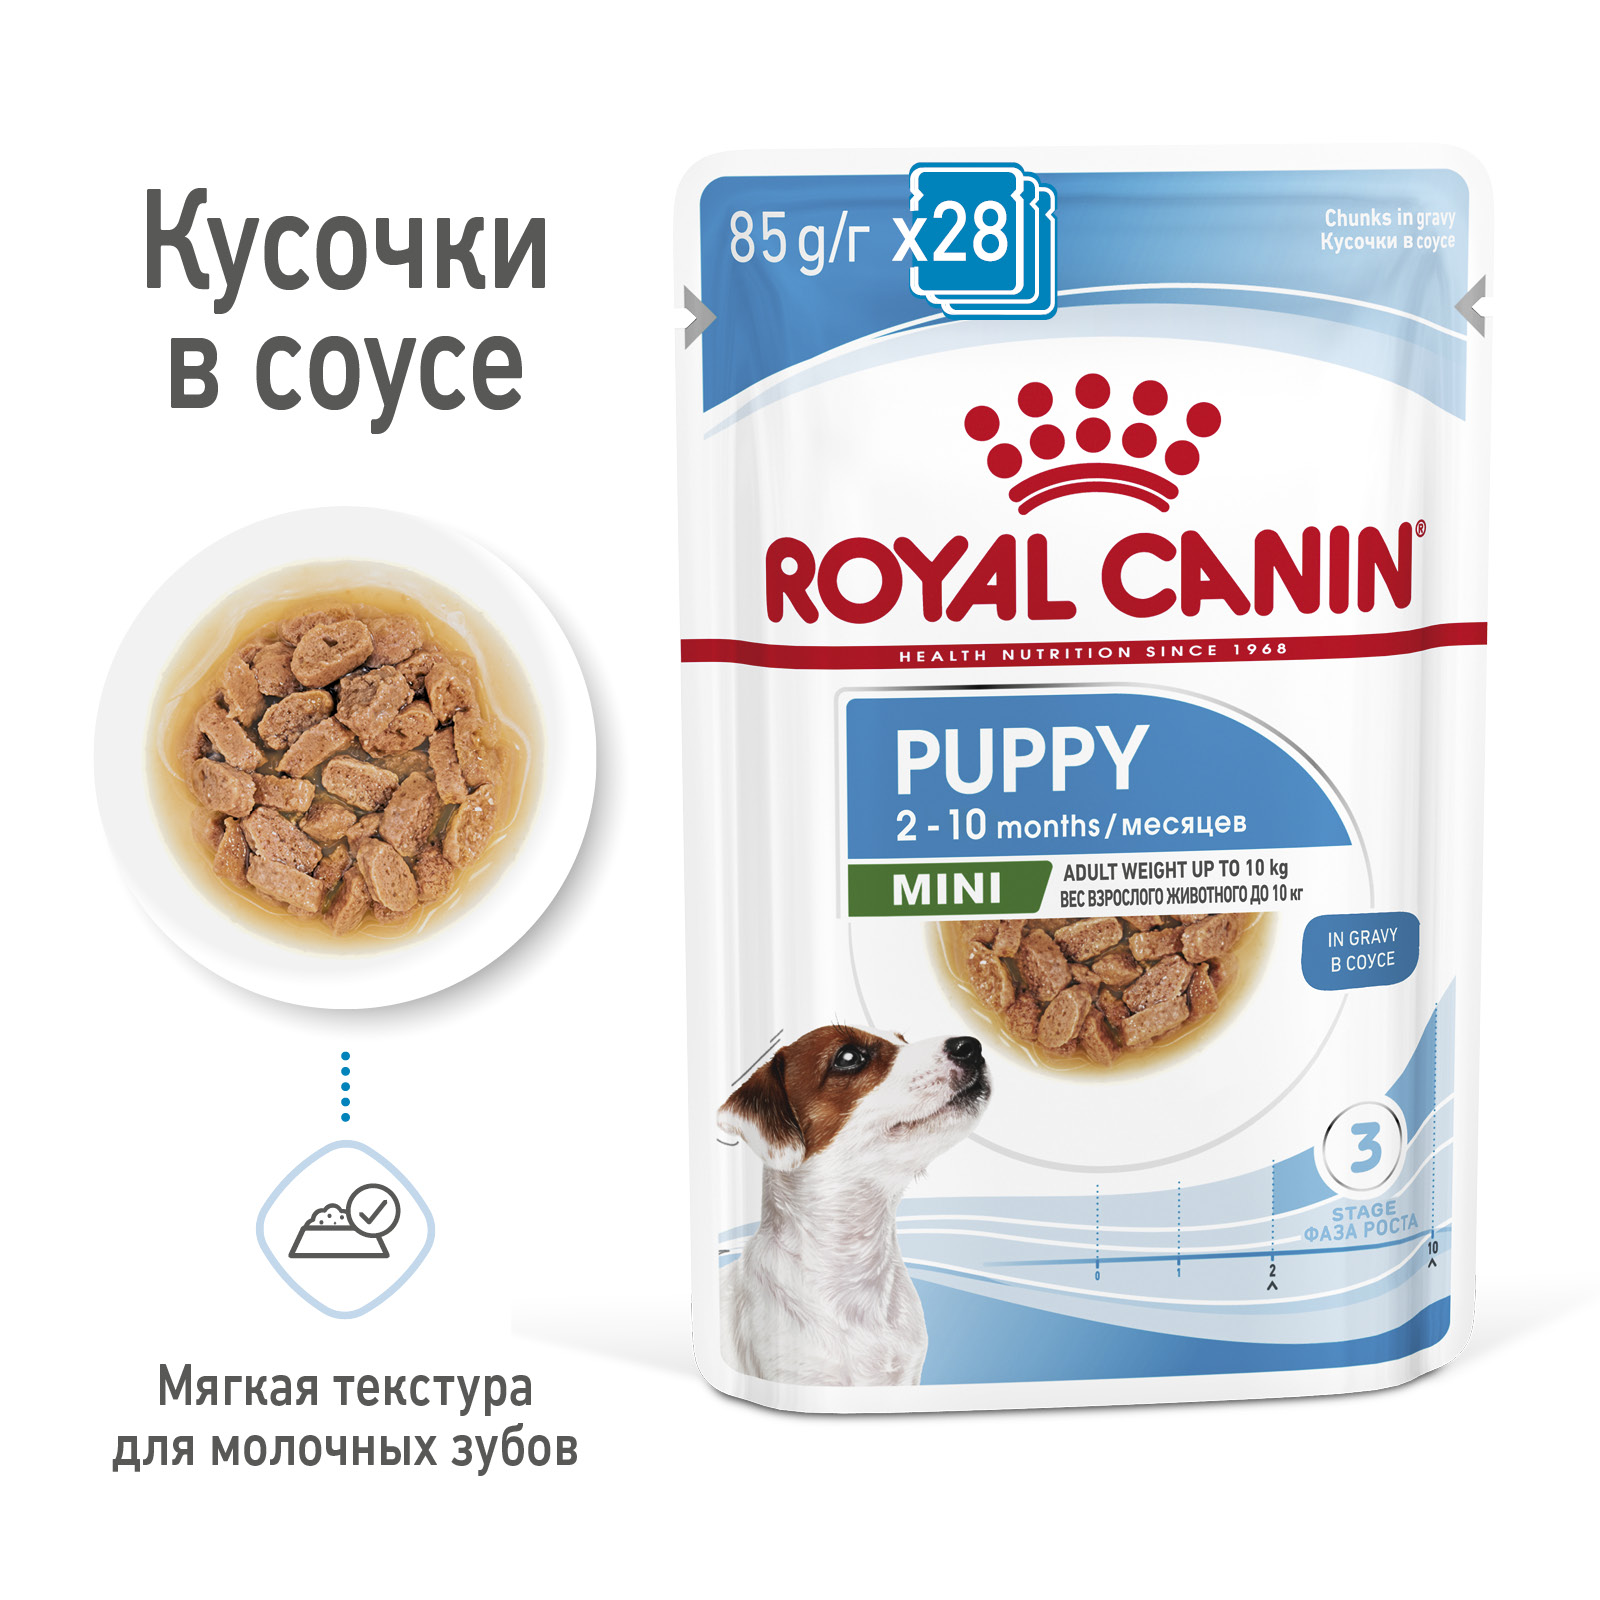 Кусочки
в соусе
Мягкая текстура
для молочных зубов
85 g/г x28
Chunks in gravy
Кусочки в соусе
ROYAL CANIN®
HEALTH NUTRITION SINCE 1968
PUPPY
2 - 10 months/месяцев
MINI
ADULT WEIGHT UP TO 10 kg
ВЕС ВЗРОСЛОГО ЖИВОТНОГО ДО 10 кг
IN GRAVY
В СОУСЕ
3
STAGE
ФАЗА РОСТА
0 1 2 10